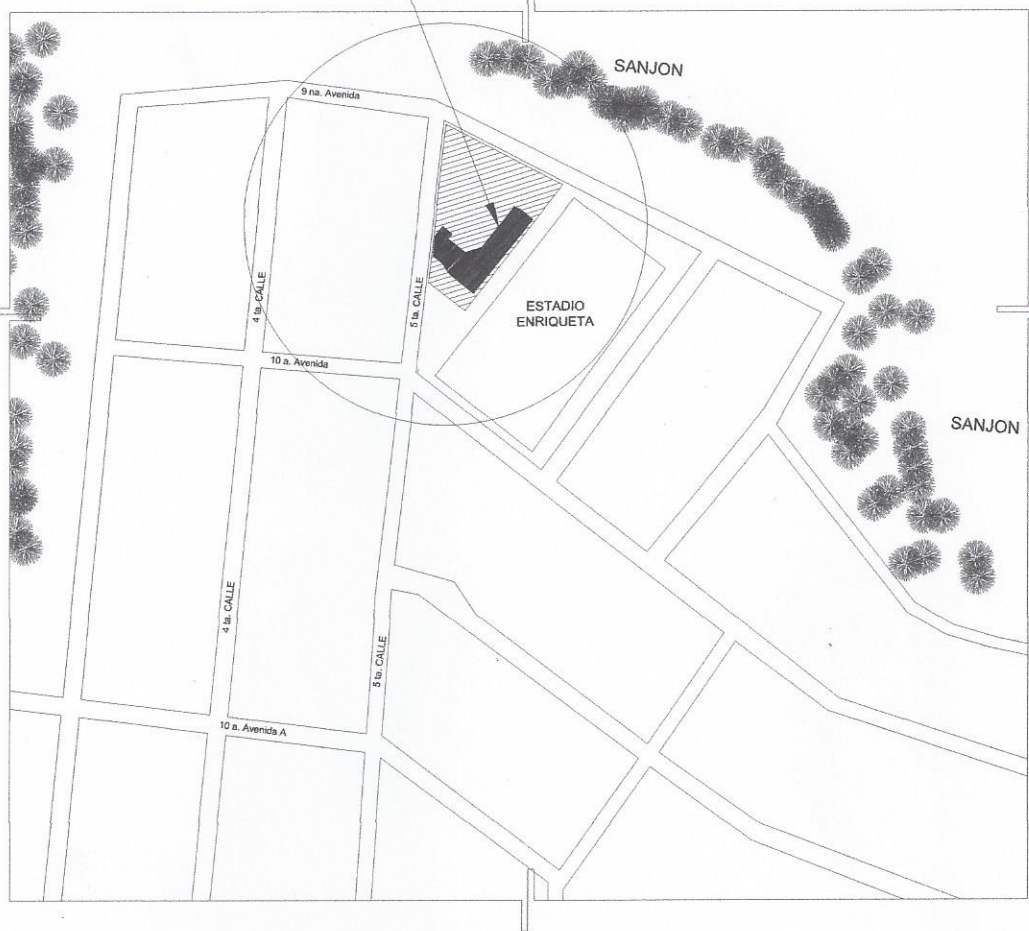 SANJON
9 na. Avenida
4 ta. CALLE
5 ta. CALLE
ESTADIO
ENRIQUETA
10 a. Avenida
SANJON
4 ta. CALLE
5 ta. CALLE
10 a. Avenida A